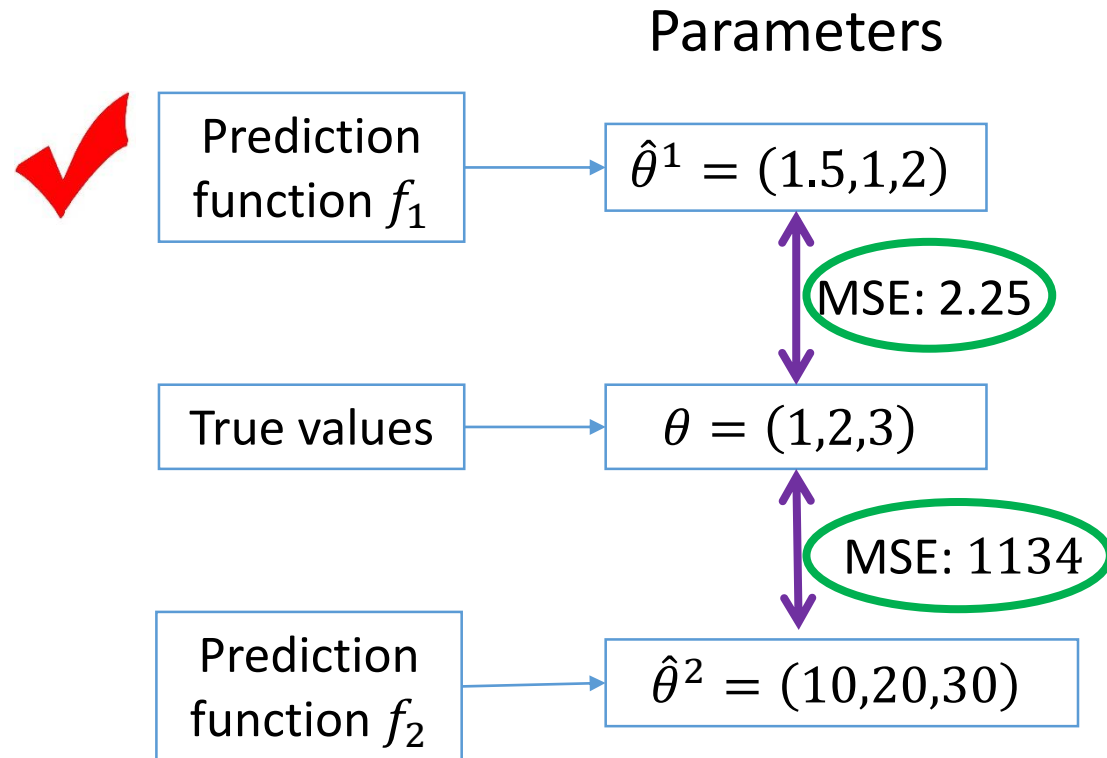 Parameters
Prediction
function f₁
θ̂¹ = (1.5,1,2)
MSE: 2.25
True values
θ = (1,2,3)
MSE: 1134
Prediction
function f₂
θ̂² = (10,20,30)